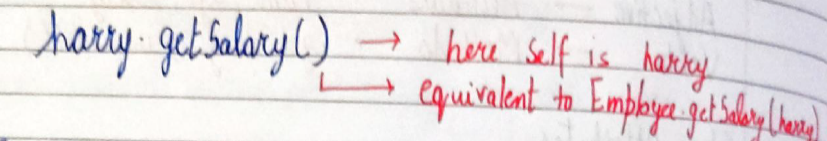 harry.getSalary() → here self is harry
↳ equivalent to Employee.getSalary(harry)